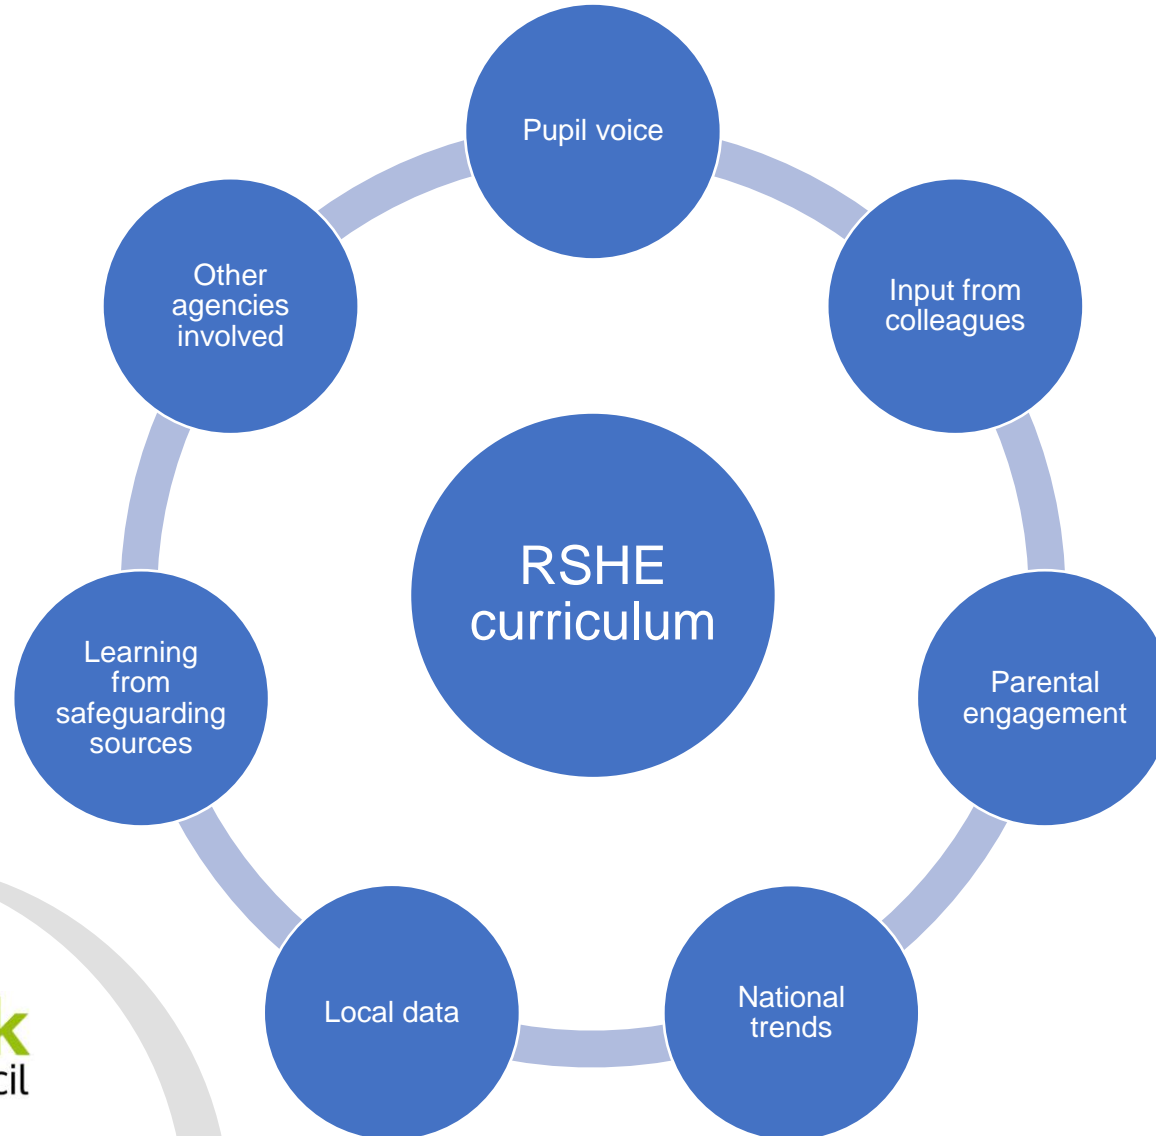 Pupil voice
Input from
colleagues
Parental
engagement
National
trends
Local data
Learning
from
safeguarding
sources
Other
agencies
involved
RSHE
curriculum
k
cil